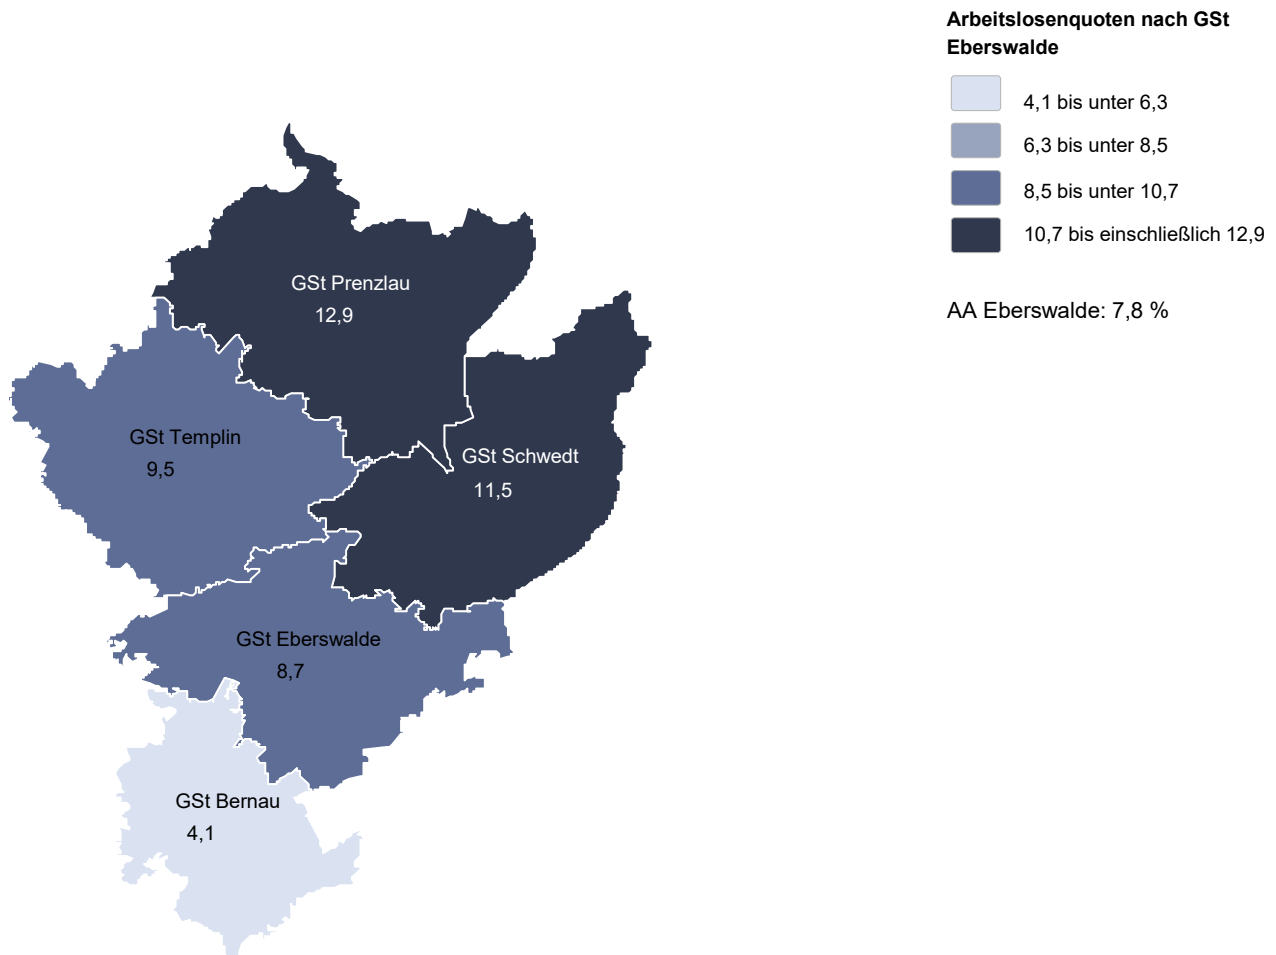 Arbeitslosenquoten nach GSt
Eberswalde
4,1 bis unter 6,3
6,3 bis unter 8,5
8,5 bis unter 10,7
10,7 bis einschließlich 12,9
AA Eberswalde: 7,8 %
GSt Prenzlau
12,9
GSt Templin
9,5
GSt Schwedt
11,5
GSt Eberswalde
8,7
GSt Bernau
4,1